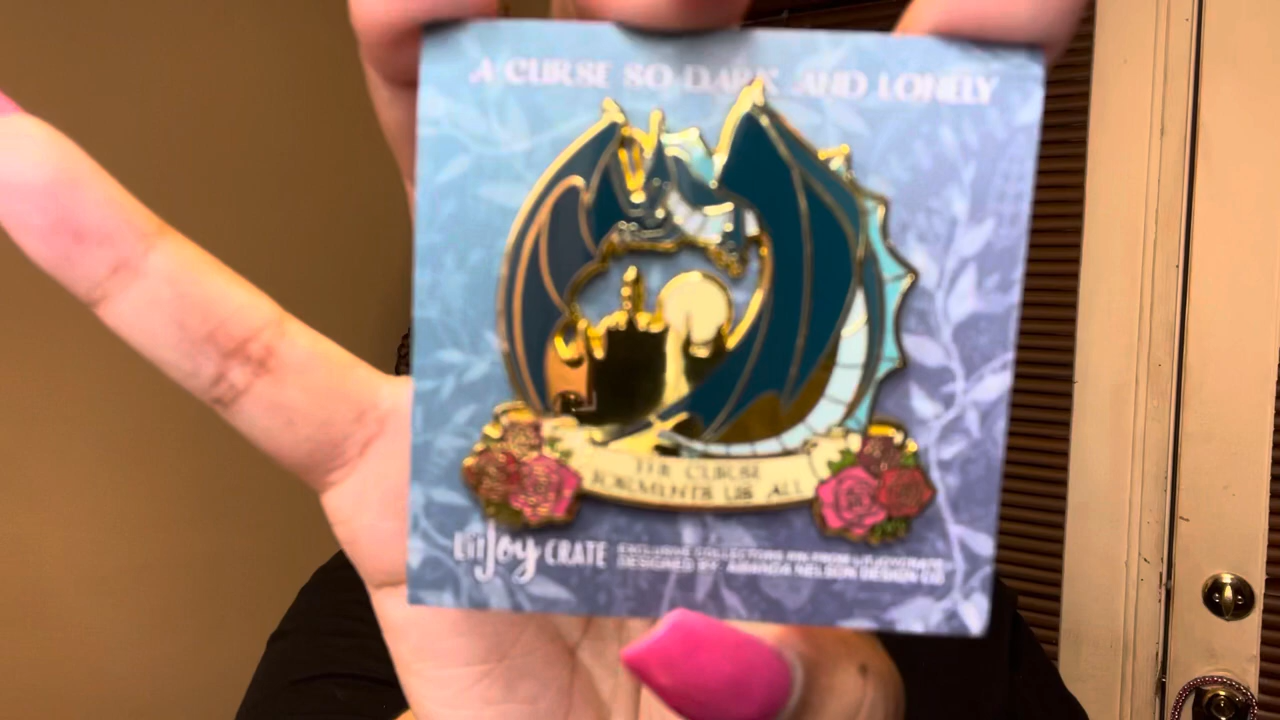 A CURSE SO DARK AND LONELY
THE CURSE
TORMENTS US ALL
LitJoy CRATE
EXCLUSIVE COLLECTORS PIN FROM LITJOYCRATE
DESIGNED BY: AMANDA NELSON DESIGN CO